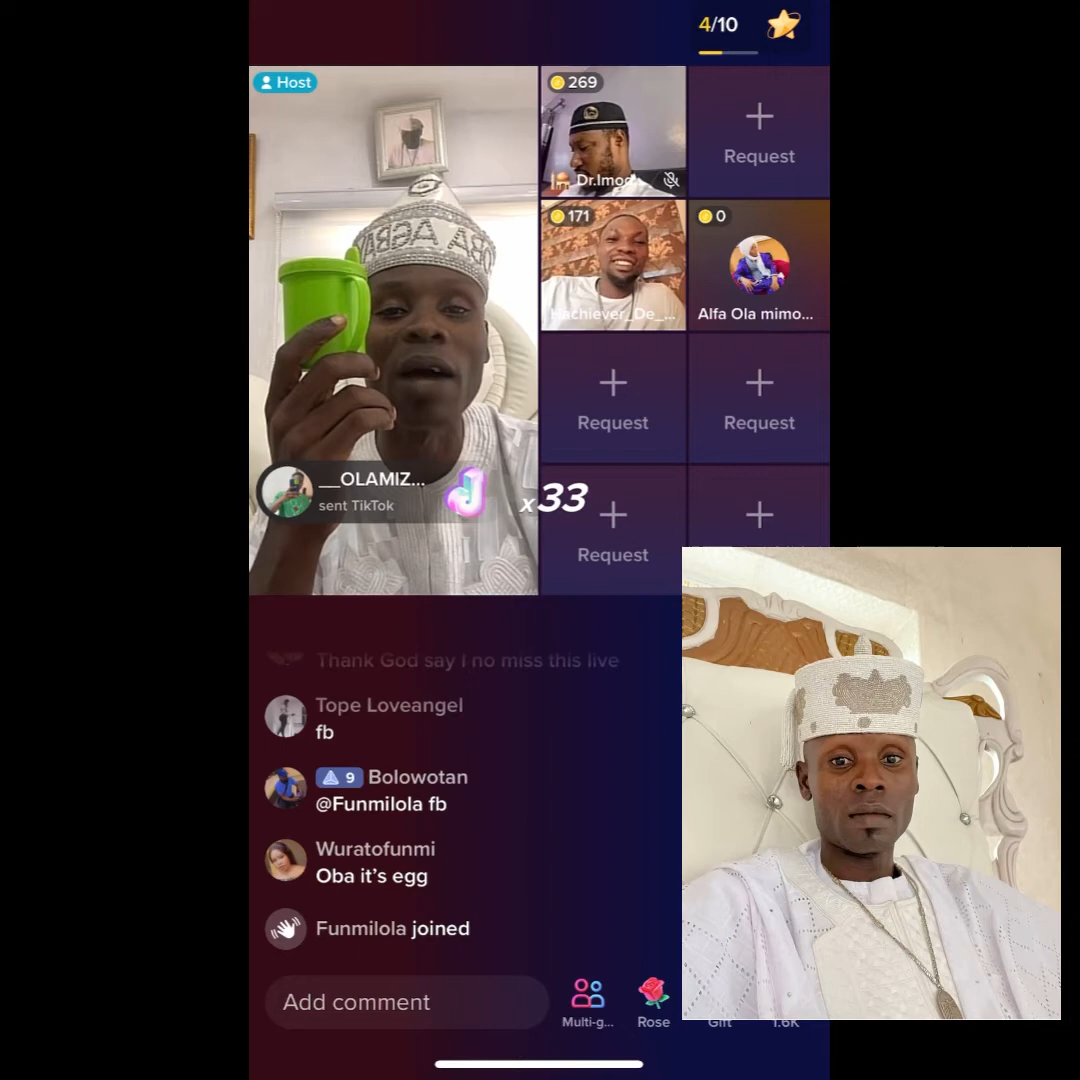 4/10
Host
269
Request
Dr.Imo
171
0
Hachiever_De_...
Alfa Ola mimo...
Request
Request
OBA AGBA
__OLAMIZ...
sent TikTok
x33
Request
Thank God say I no miss this live
Tope Loveangel
fb
9 Bolowotan
@Funmilola fb
Wuratofunmi
Oba it’s egg
Funmilola joined
Add comment
Multi-g...
Rose
Gift
1.6K